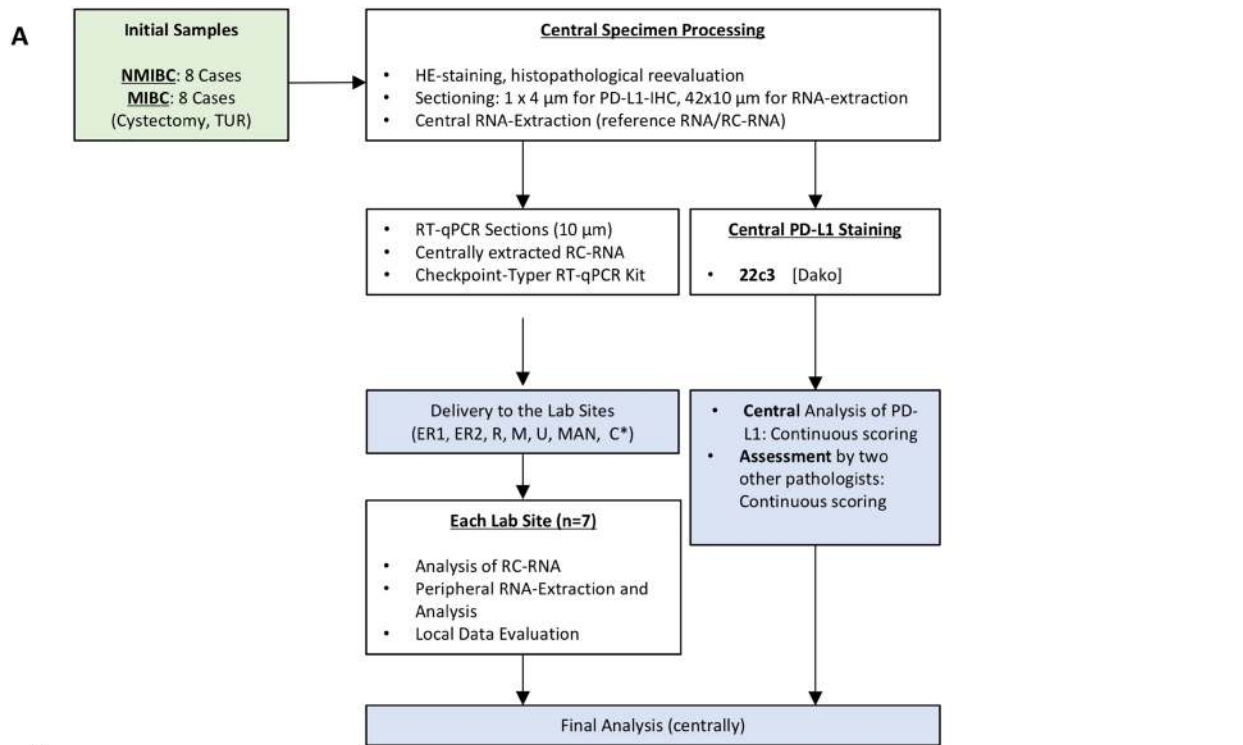 A
Initial Samples
NMIBC: 8 Cases
MIBC: 8 Cases
(Cystectomy, TUR)
Central Specimen Processing
• HE-staining, histopathological reevaluation
• Sectioning: 1 x 4 µm for PD-L1-IHC, 42x10 µm for RNA-extraction
• Central RNA-Extraction (reference RNA/RC-RNA)
• RT-qPCR Sections (10 µm)
• Centrally extracted RC-RNA
• Checkpoint-Typer RT-qPCR Kit
Central PD-L1 Staining
• 22c3 [Dako]
Delivery to the Lab Sites
(ER1, ER2, R, M, U, MAN, C*)
• Central Analysis of PD-
L1: Continuous scoring
• Assessment by two
other pathologists:
Continuous scoring
Each Lab Site (n=7)
• Analysis of RC-RNA
• Peripheral RNA-Extraction and
Analysis
• Local Data Evaluation
Final Analysis (centrally)